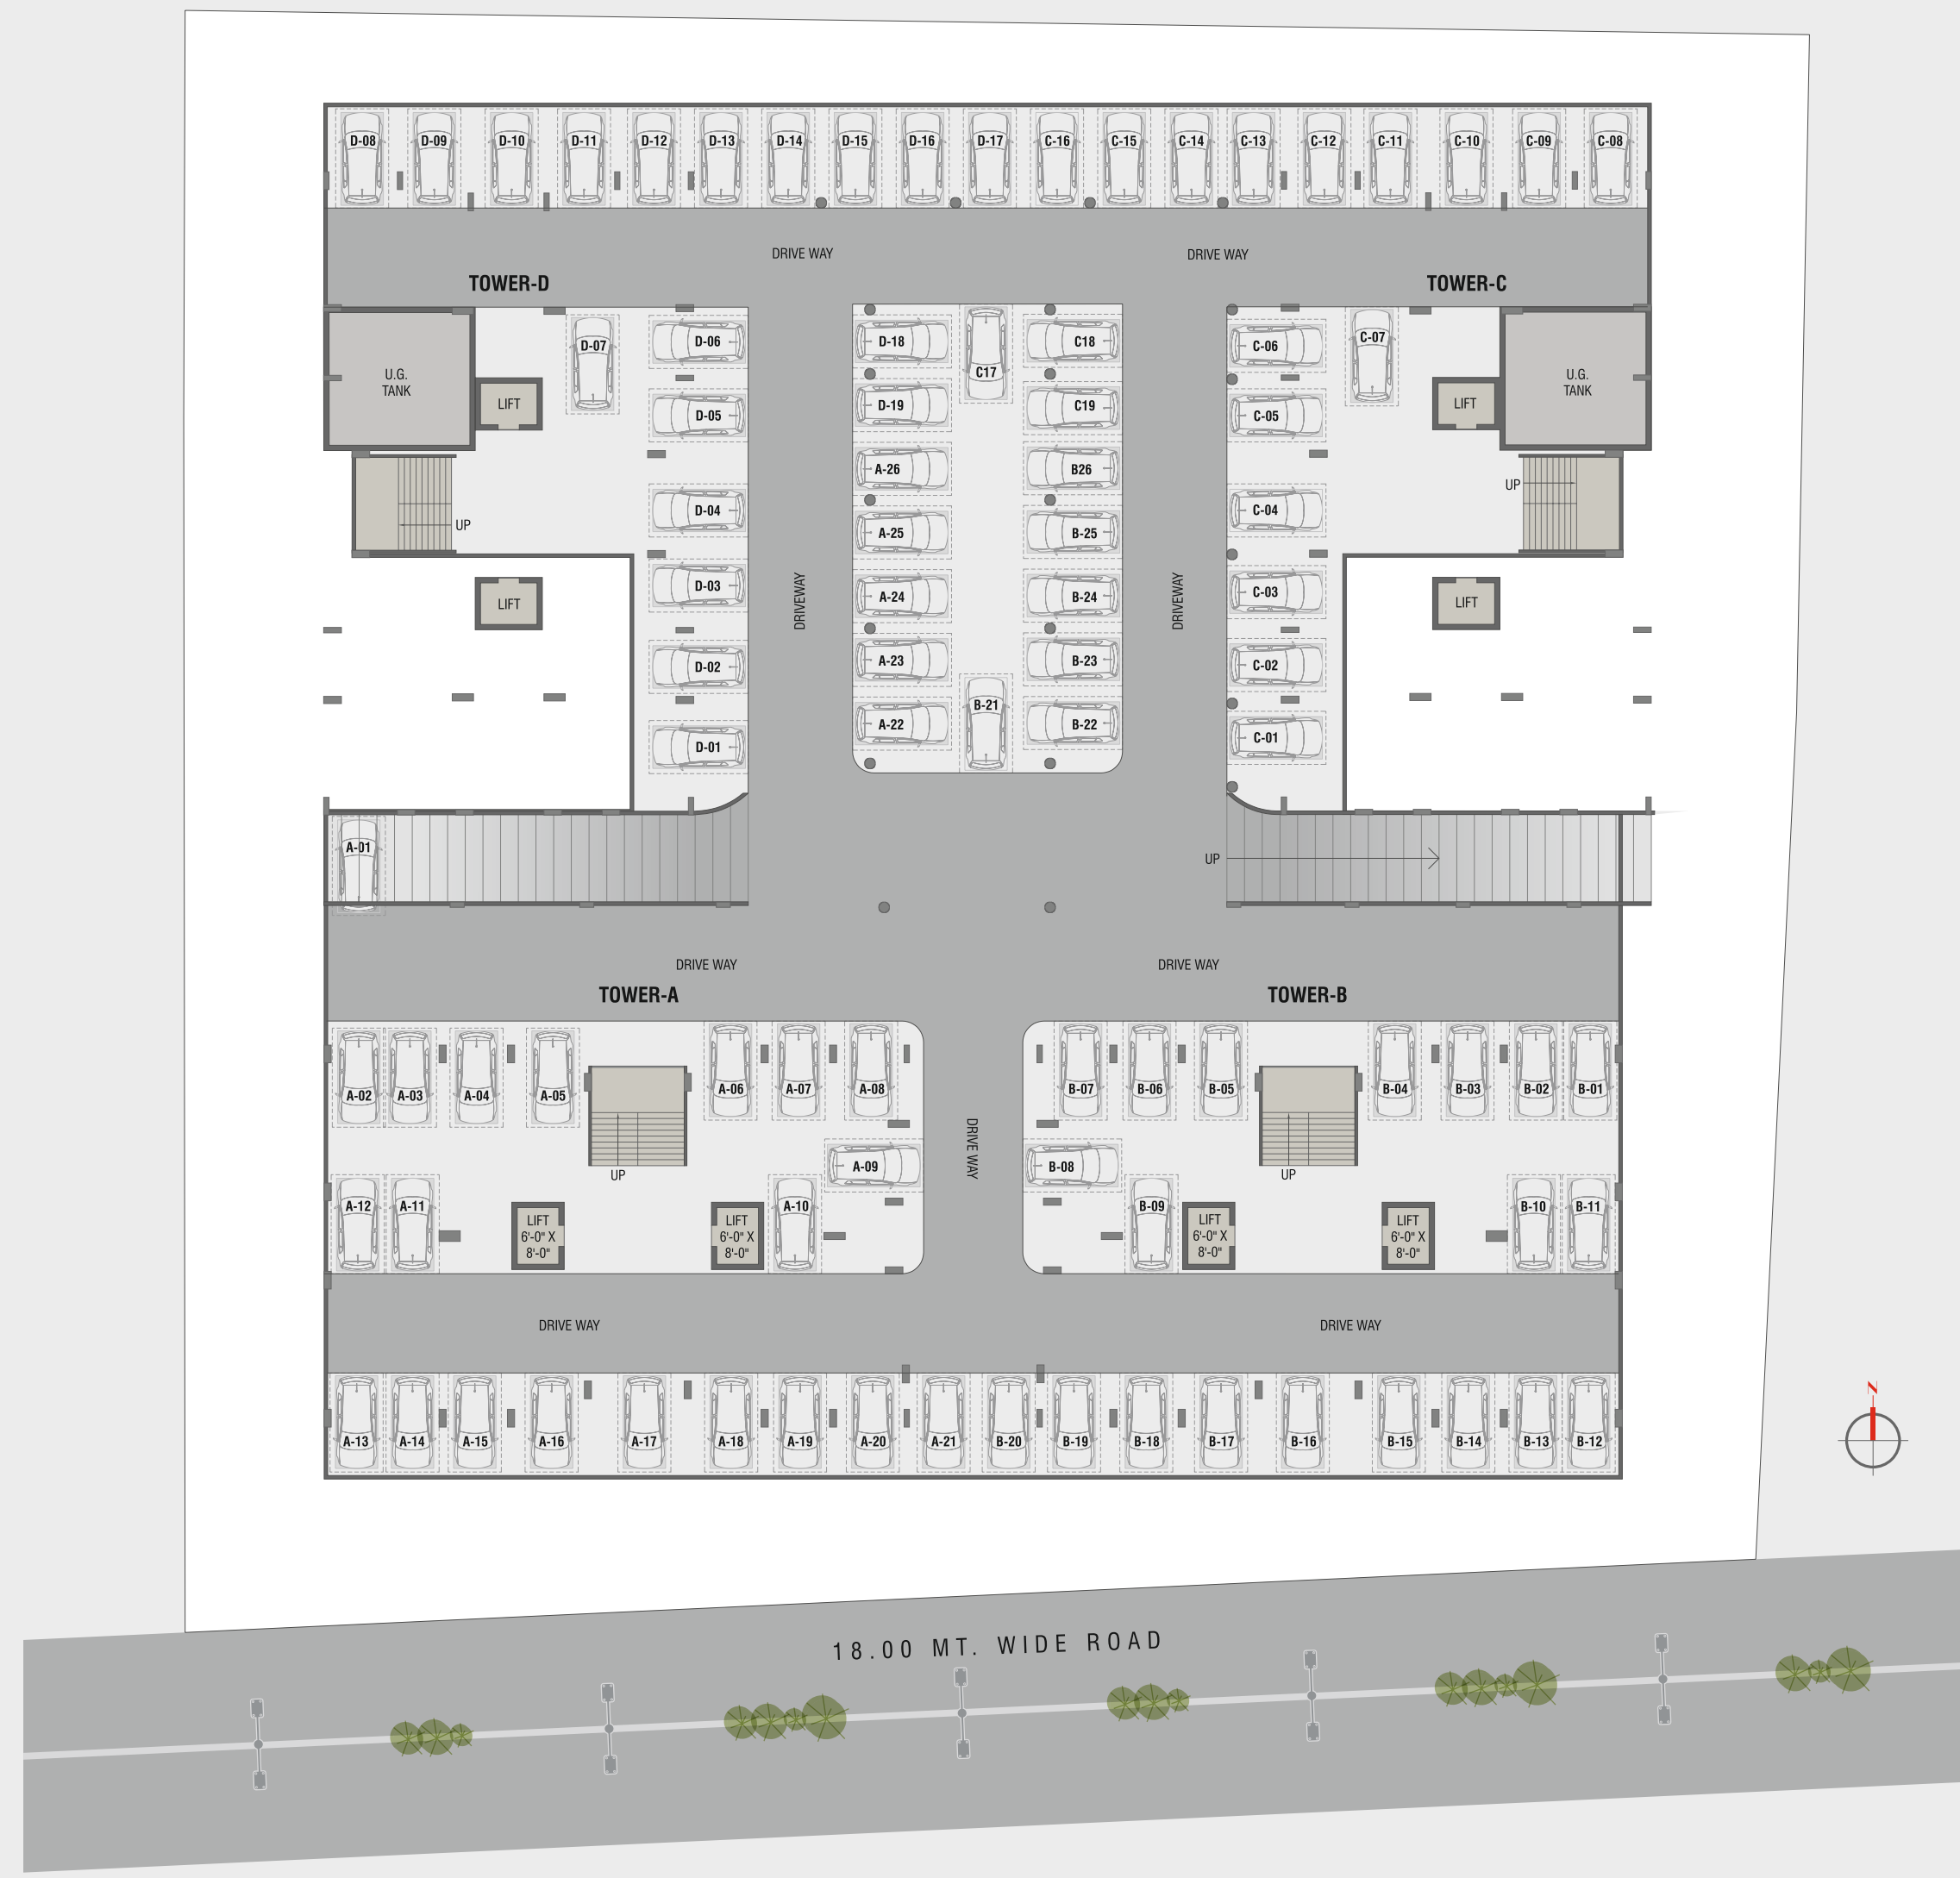 D-08 D-09 D-10 D-11 D-12 D-13 D-14 D-15 D-16 D-17 C-16 C-15 C-14 C-13 C-12 C-11 C-10 C-09 C-08
DRIVE WAY DRIVE WAY
TOWER-D TOWER-C
D-07 D-06 D-18 C17 C18 C-06 C-07
U.G.
TANK
U.G.
TANK
LIFT D-05 D-19 C19 C-05 LIFT
A-26 B26
UP D-04 A-25 B-25 C-04 UP
LIFT D-03 DRIVEWAY A-24 B-24 DRIVEWAY C-03 LIFT
D-02 A-23 B-23 C-02
B-21
D-01 A-22 B-22 C-01
A-01 UP
DRIVE WAY DRIVE WAY
TOWER-A TOWER-B
A-02 A-03 A-04 A-05 A-06 A-07 A-08 B-07 B-06 B-05 B-04 B-03 B-02 B-01
DRIVE WAY
UP A-09 B-08 UP
A-12 A-11 A-10 B-09 B-10 B-11
LIFT
6'-0" X
8'-0"
LIFT
6'-0" X
8'-0"
LIFT
6'-0" X
8'-0"
LIFT
6'-0" X
8'-0"
DRIVE WAY DRIVE WAY
A-13 A-14 A-15 A-16 A-17 A-18 A-19 A-20 A-21 B-20 B-19 B-18 B-17 B-16 B-15 B-14 B-13 B-12
N
18.00 MT. WIDE ROAD